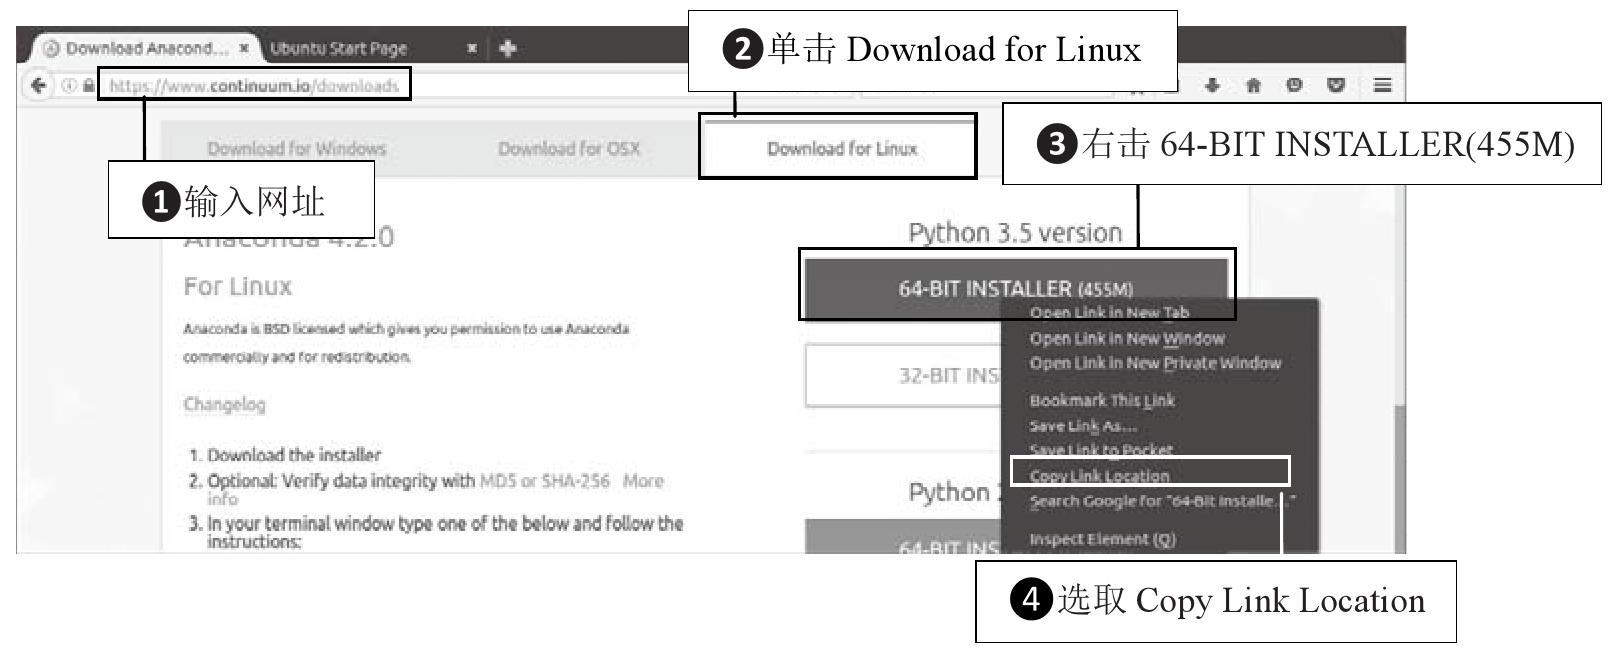 Download Anacond...
Ubuntu Start Page
❷单击 Download for Linux
https://www.continuum.io/downloads
❸右击 64-BIT INSTALLER(455M)
Download for Windows
Download for OSX
Download for Linux
❶输入网址
Anaconda 4.2.0
Python 3.5 version
For Linux
64-BIT INSTALLER (455M)
Anaconda is BSD licensed which gives you permission to use Anaconda
commercially and for redistribution.
Changelog
1. Download the installer
2. Optional: Verify data integrity with MD5 or SHA-256 More
info
3. In your terminal window type one of the below and follow the
instructions:
32-BIT INS
Python 2
64-BIT INS
Open Link in New Tab
Open Link in New Window
Open Link in New Private Window
Bookmark This Link
Save Link As...
Save Link to Pocket
Copy Link Location
Search Google for "64-Bit Installe..."
Inspect Element (Q)
❹选取 Copy Link Location